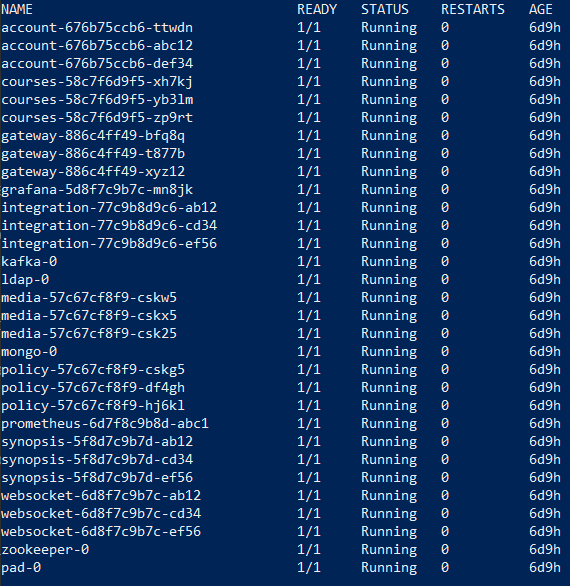 NAME READY STATUS RESTARTS AGE
account-676b75ccb6-ttwdn 1/1 Running 0 6d9h
account-676b75ccb6-abc12 1/1 Running 0 6d9h
account-676b75ccb6-def34 1/1 Running 0 6d9h
courses-58c7f6d9f5-xh7kj 1/1 Running 0 6d9h
courses-58c7f6d9f5-yb3lm 1/1 Running 0 6d9h
courses-58c7f6d9f5-zp9rt 1/1 Running 0 6d9h
gateway-886c4ff49-bfq8q 1/1 Running 0 6d9h
gateway-886c4ff49-t877b 1/1 Running 0 6d9h
gateway-886c4ff49-xyz12 1/1 Running 0 6d9h
grafana-5d8f7c9b7c-mn8jk 1/1 Running 0 6d9h
integration-77c9b8d9c6-ab12 1/1 Running 0 6d9h
integration-77c9b8d9c6-cd34 1/1 Running 0 6d9h
integration-77c9b8d9c6-ef56 1/1 Running 0 6d9h
kafka-0 1/1 Running 0 6d9h
ldap-0 1/1 Running 0 6d9h
media-57c67cf8f9-cskw5 1/1 Running 0 6d9h
media-57c67cf8f9-cskx5 1/1 Running 0 6d9h
media-57c67cf8f9-csk25 1/1 Running 0 6d9h
mongo-0 1/1 Running 0 6d9h
policy-57c67cf8f9-cskg5 1/1 Running 0 6d9h
policy-57c67cf8f9-df4gh 1/1 Running 0 6d9h
policy-57c67cf8f9-hj6kl 1/1 Running 0 6d9h
prometheus-6d7f8c9b8d-abc1 1/1 Running 0 6d9h
synopsis-5f8d7c9b7d-ab12 1/1 Running 0 6d9h
synopsis-5f8d7c9b7d-cd34 1/1 Running 0 6d9h
synopsis-5f8d7c9b7d-ef56 1/1 Running 0 6d9h
websocket-6d8f7c9b7c-ab12 1/1 Running 0 6d9h
websocket-6d8f7c9b7c-cd34 1/1 Running 0 6d9h
websocket-6d8f7c9b7c-ef56 1/1 Running 0 6d9h
zookeeper-0 1/1 Running 0 6d9h
pad-0 1/1 Running 0 6d9h